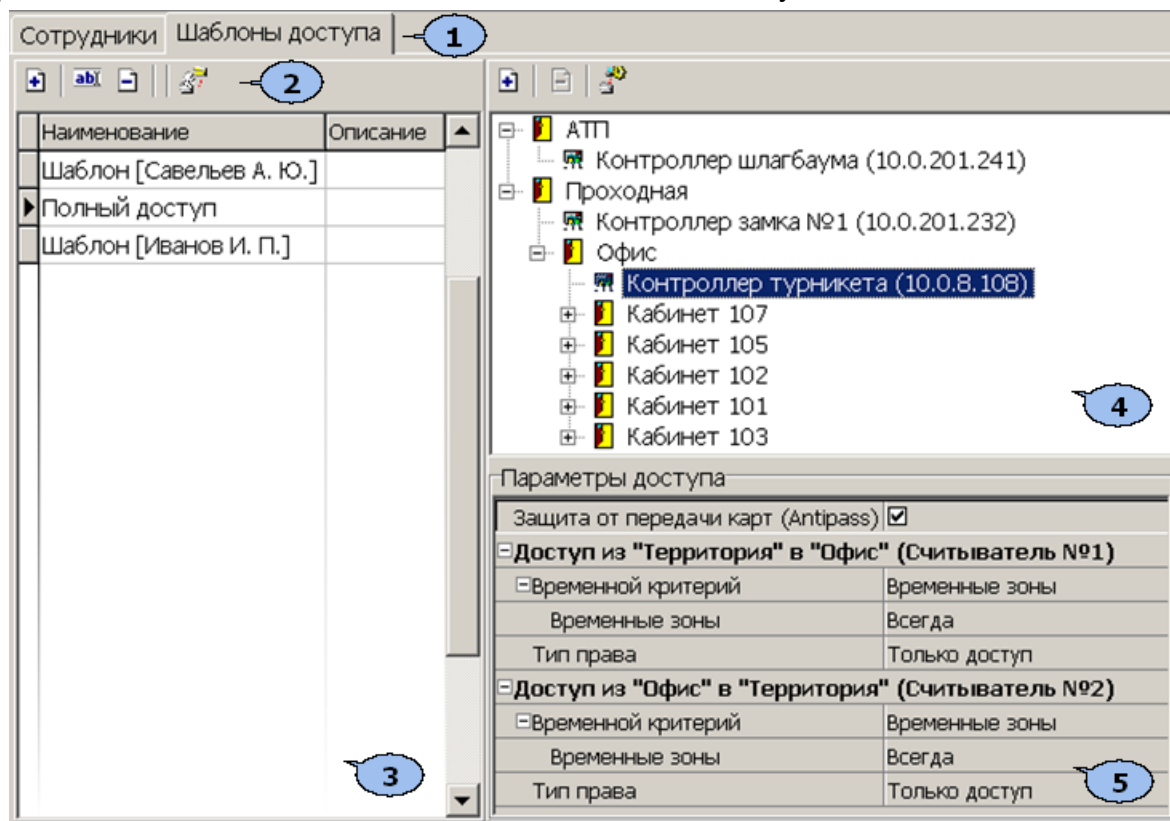 Сотрудники Шаблоны доступа 1
ab 2
Наименование Описание
Шаблон [Савельев А. Ю.]
Полный доступ
Шаблон [Иванов И. П.]
3
АТП
Контроллер шлагбаума (10.0.201.241)
Проходная
Контроллер замка №1 (10.0.201.232)
Офис
Контроллер турникета (10.0.8.108)
Кабинет 107
Кабинет 105
Кабинет 102
Кабинет 101
Кабинет 103
4
Параметры доступа
Защита от передачи карт (Antipass)
Доступ из "Территория" в "Офис" (Считыватель №1)
Временной критерий Временные зоны
Временные зоны Всегда
Тип права Только доступ
Доступ из "Офис" в "Территория" (Считыватель №2)
Временной критерий Временные зоны
Временные зоны Всегда
Тип права Только доступ
5